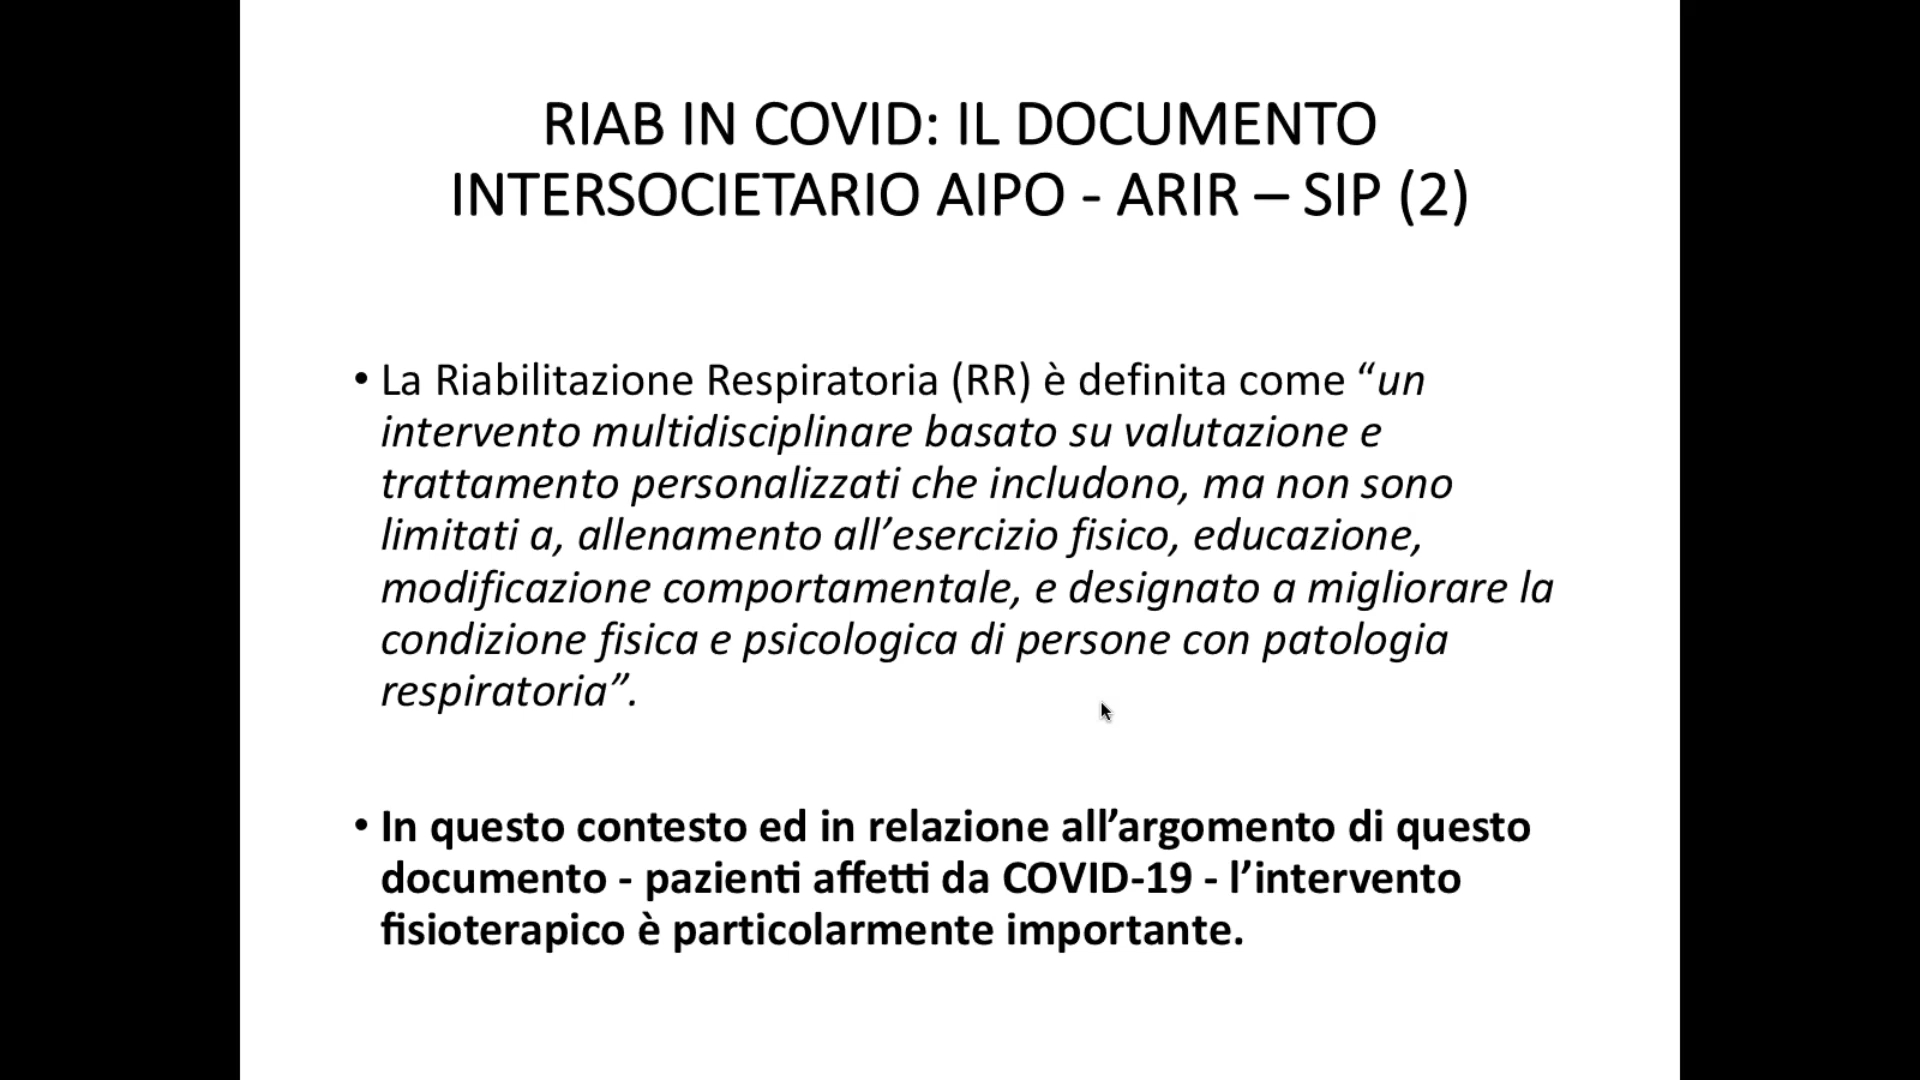 RIAB IN COVID: IL DOCUMENTO
INTERSOCIETARIO AIPO - ARIR – SIP (2)
• La Riabilitazione Respiratoria (RR) è definita come “un
intervento multidisciplinare basato su valutazione e
trattamento personalizzati che includono, ma non sono
limitati a, allenamento all’esercizio fisico, educazione,
modificazione comportamentale, e designato a migliorare la
condizione fisica e psicologica di persone con patologia
respiratoria”.
• In questo contesto ed in relazione all’argomento di questo
documento - pazienti affetti da COVID-19 - l’intervento
fisioterapico è particolarmente importante.